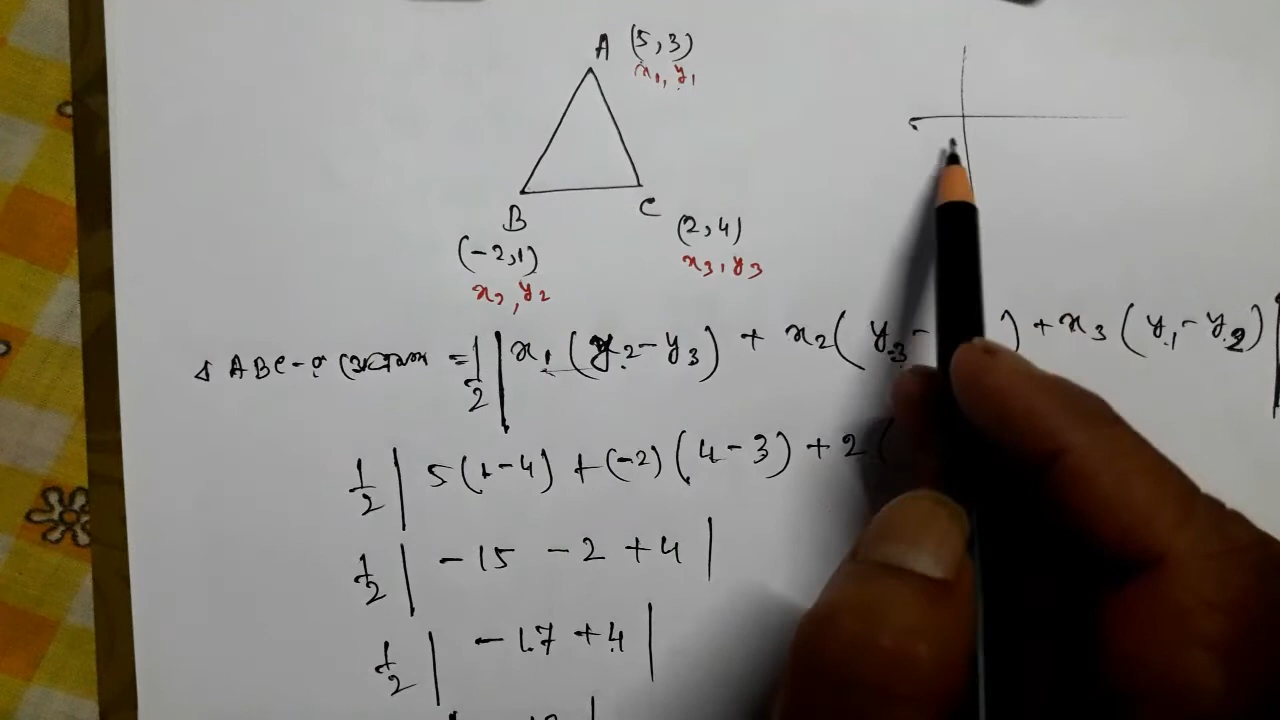 A (5,3)
x₁, y₁
B
C
(-2,1)
(2,4)
x₂, y₂
x₃, y₃
Δ ABC-এর ক্ষেত্রফল = 1/2 | x₁ (y₂ - y₃) + x₂ ( y₃ - ) + x₃ (y₁ - y₂) |
1/2 | 5(1-4) + (-2) (4-3) + 2 (
1/2 | -15 -2 +4 |
1/2 | -17 +4 |